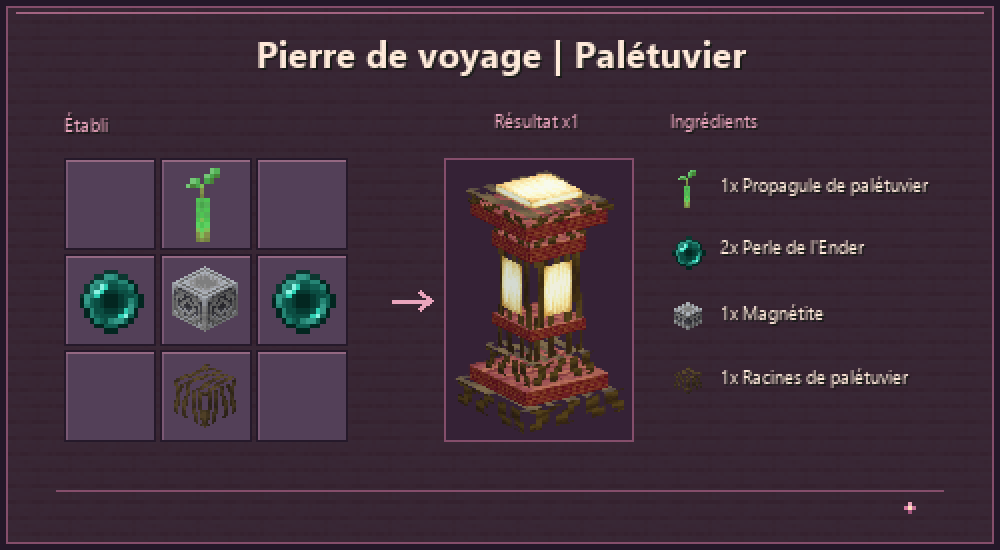 Pierre de voyage | Palétuvier
Établi
Résultat x1
Ingrédients
1x Propagule de palétuvier
2x Perle de l'Ender
1x Magnétite
1x Racines de palétuvier